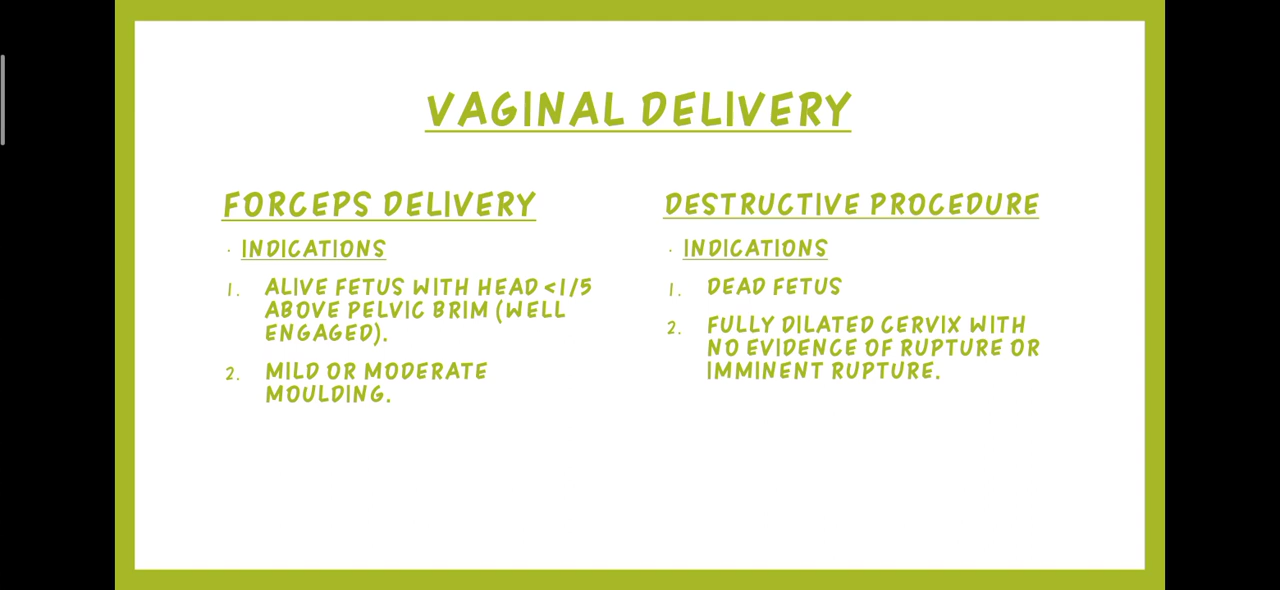 VAGINAL DELIVERY
FORCEPS DELIVERY
· INDICATIONS
1. ALIVE FETUS WITH HEAD <1/5
ABOVE PELVIC BRIM (WELL
ENGAGED).
2. MILD OR MODERATE
MOULDING.
DESTRUCTIVE PROCEDURE
· INDICATIONS
1. DEAD FETUS
2. FULLY DILATED CERVIX WITH
NO EVIDENCE OF RUPTURE OR
IMMINENT RUPTURE.